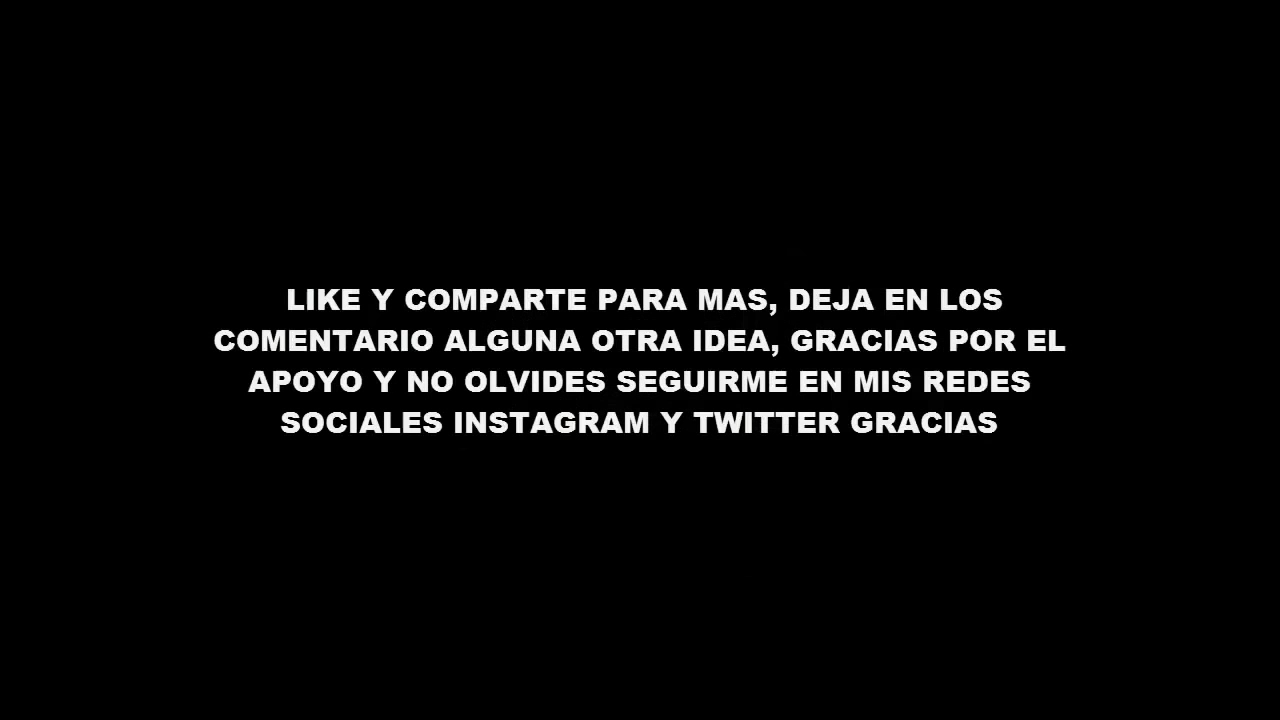 LIKE Y COMPARTE PARA MAS, DEJA EN LOS
COMENTARIO ALGUNA OTRA IDEA, GRACIAS POR EL
APOYO Y NO OLVIDES SEGUIRME EN MIS REDES
SOCIALES INSTAGRAM Y TWITTER GRACIAS